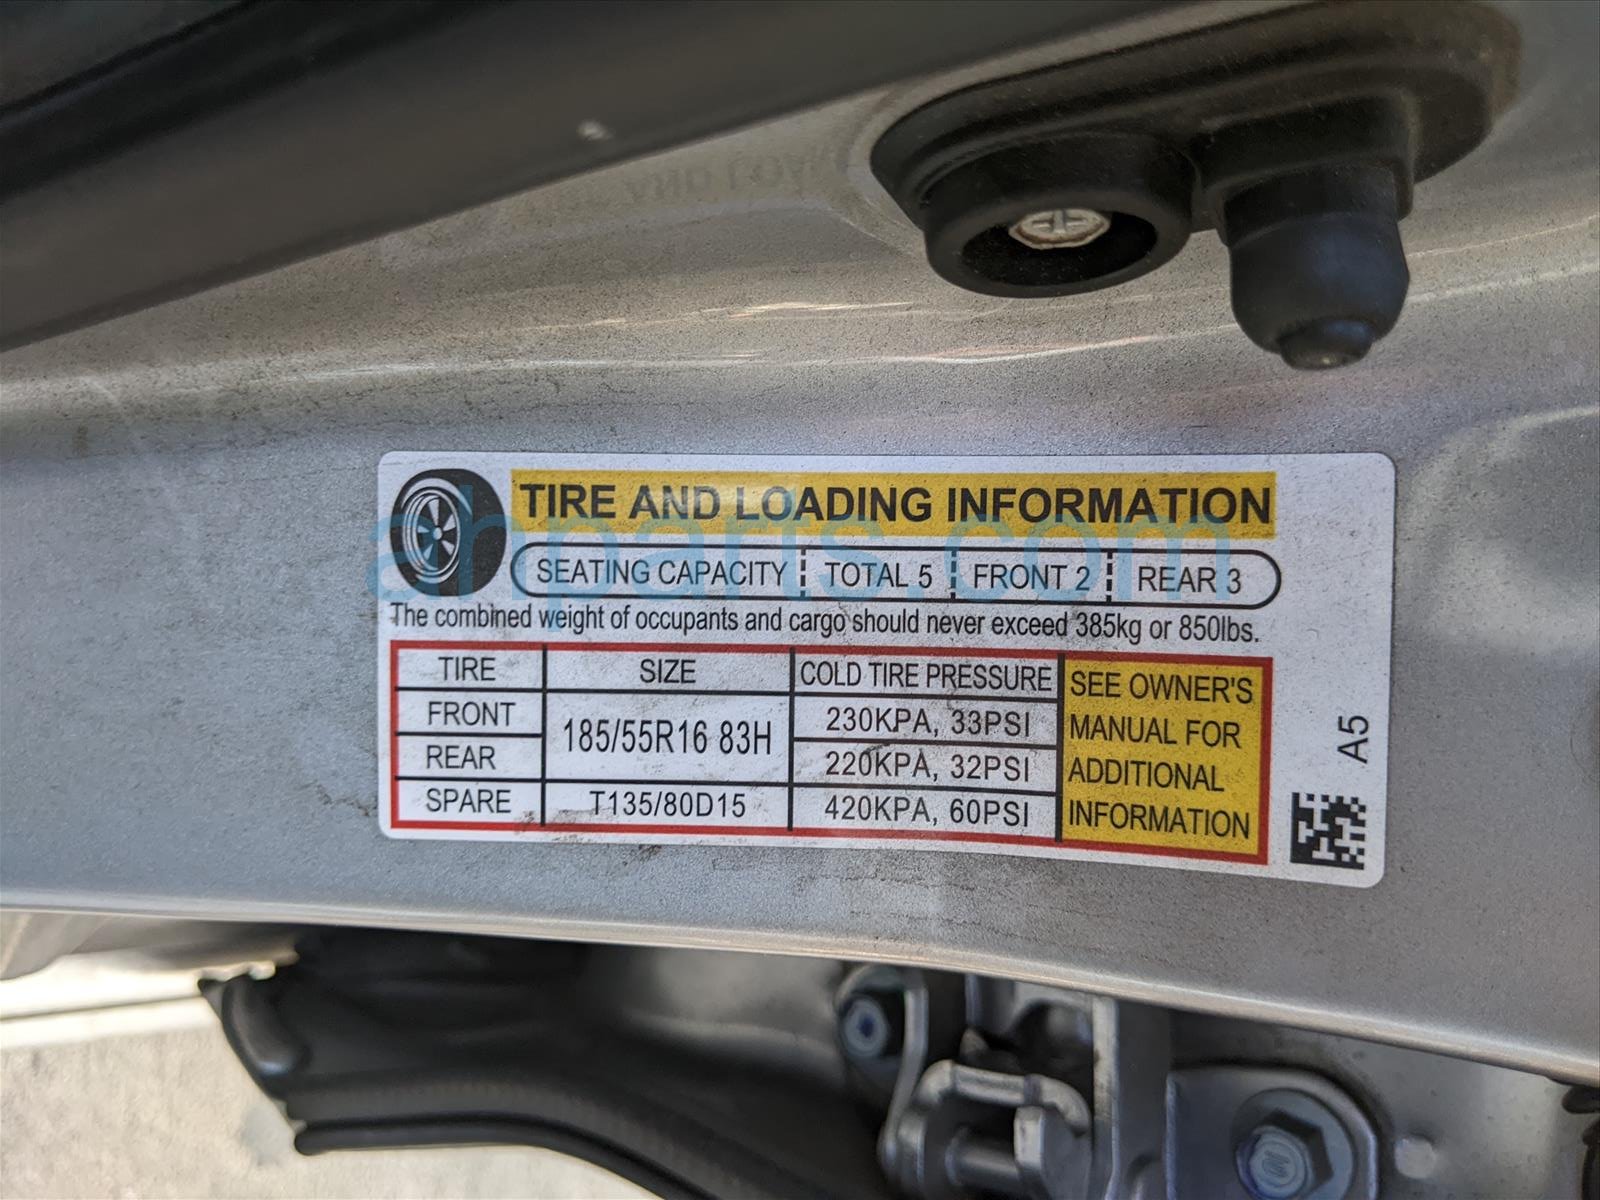 TIRE AND LOADING INFORMATION
SEATING CAPACITY TOTAL 5 FRONT 2 REAR 3
The combined weight of occupants and cargo should never exceed 385kg or 850lbs.
TIRE SIZE COLD TIRE PRESSURE
FRONT 185/55R16 83H 230KPA, 33PSI
REAR 220KPA, 32PSI
SPARE T135/80D15 420KPA, 60PSI
SEE OWNER'S
MANUAL FOR
ADDITIONAL
INFORMATION
A5
ahparts.com